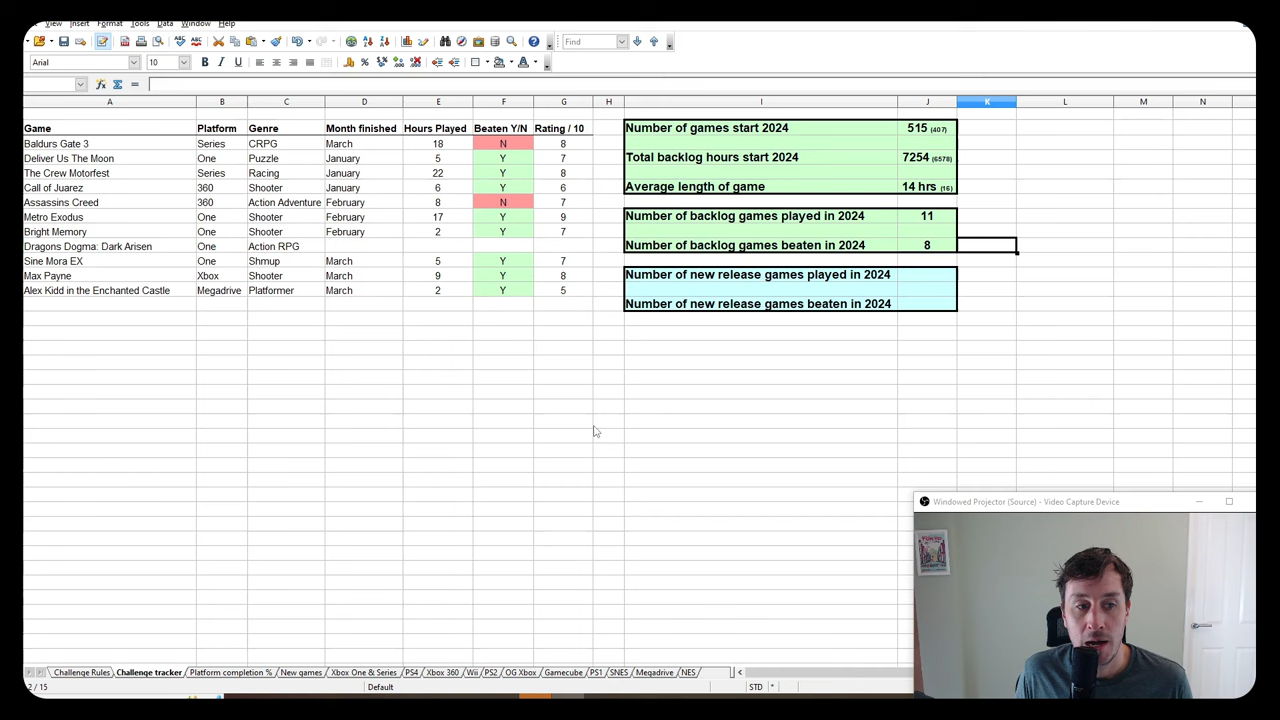 View Insert Format Tools Data Window Help
Find
Arial 10
A B C D E F G H I J K L M N
Game Platform Genre Month finished Hours Played Beaten Y/N Rating / 10
Baldurs Gate 3 Series CRPG March 18 N 8
Deliver Us The Moon One Puzzle January 5 Y 7
The Crew Motorfest Series Racing January 22 Y 8
Call of Juarez 360 Shooter January 6 Y 6
Assassins Creed 360 Action Adventure February 8 N 7
Metro Exodus One Shooter February 17 Y 9
Bright Memory One Shooter February 2 Y 7
Dragons Dogma: Dark Arisen One Action RPG
Sine Mora EX One Shmup March 5 Y 7
Max Payne Xbox Shooter March 9 Y 8
Alex Kidd in the Enchanted Castle Megadrive Platformer March 2 Y 5
Number of games start 2024 515 (407)
Total backlog hours start 2024 7254 (6578)
Average length of game 14 hrs (16)
Number of backlog games played in 2024 11
Number of backlog games beaten in 2024 8
Number of new release games played in 2024
Number of new release games beaten in 2024
Windowed Projector (Source) - Video Capture Device
Challenge Rules Challenge tracker Platform completion % New games Xbox One & Series PS4 Xbox 360 Wii PS2 OG Xbox Gamecube PS1 SNES Megadrive NES
2 / 15 Default STD *